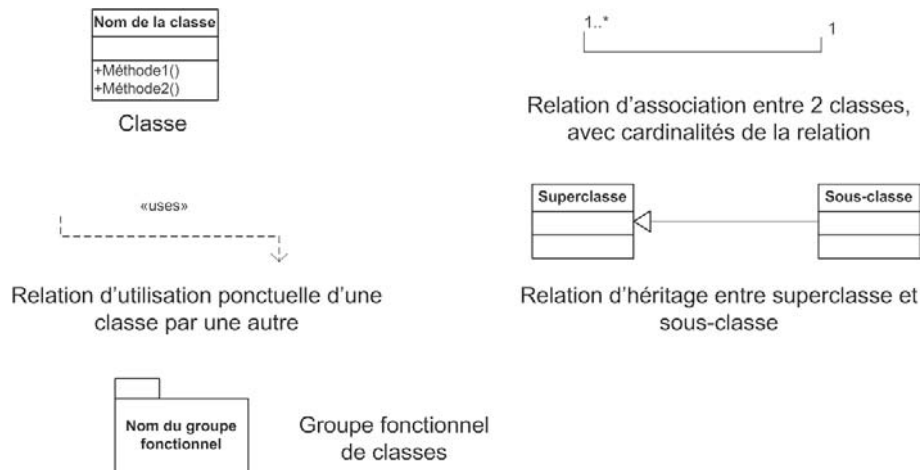 Nom de la classe
+Méthode1()
+Méthode2()
Classe
1..*
1
Relation d'association entre 2 classes,
avec cardinalités de la relation
«uses»
Relation d'utilisation ponctuelle d'une
classe par une autre
Superclasse
Sous-classe
Relation d'héritage entre superclasse et
sous-classe
Nom du groupe
fonctionnel
Groupe fonctionnel
de classes